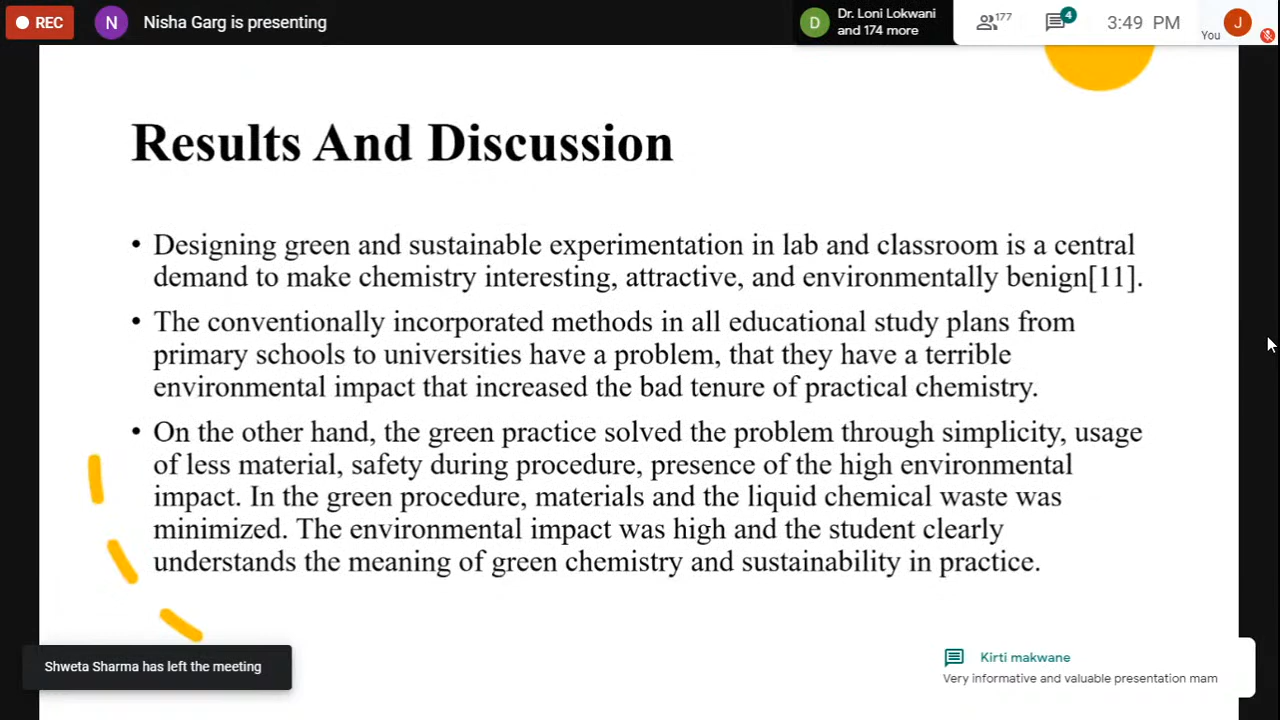 REC
N
Nisha Garg is presenting
D
Dr. Loni Lokwani
and 174 more
177
4
3:49 PM
You
J
Results And Discussion
• Designing green and sustainable experimentation in lab and classroom is a central
demand to make chemistry interesting, attractive, and environmentally benign[11].
• The conventionally incorporated methods in all educational study plans from
primary schools to universities have a problem, that they have a terrible
environmental impact that increased the bad tenure of practical chemistry.
• On the other hand, the green practice solved the problem through simplicity, usage
of less material, safety during procedure, presence of the high environmental
impact. In the green procedure, materials and the liquid chemical waste was
minimized. The environmental impact was high and the student clearly
understands the meaning of green chemistry and sustainability in practice.
Shweta Sharma has left the meeting
Kirti makwane
Very informative and valuable presentation mam